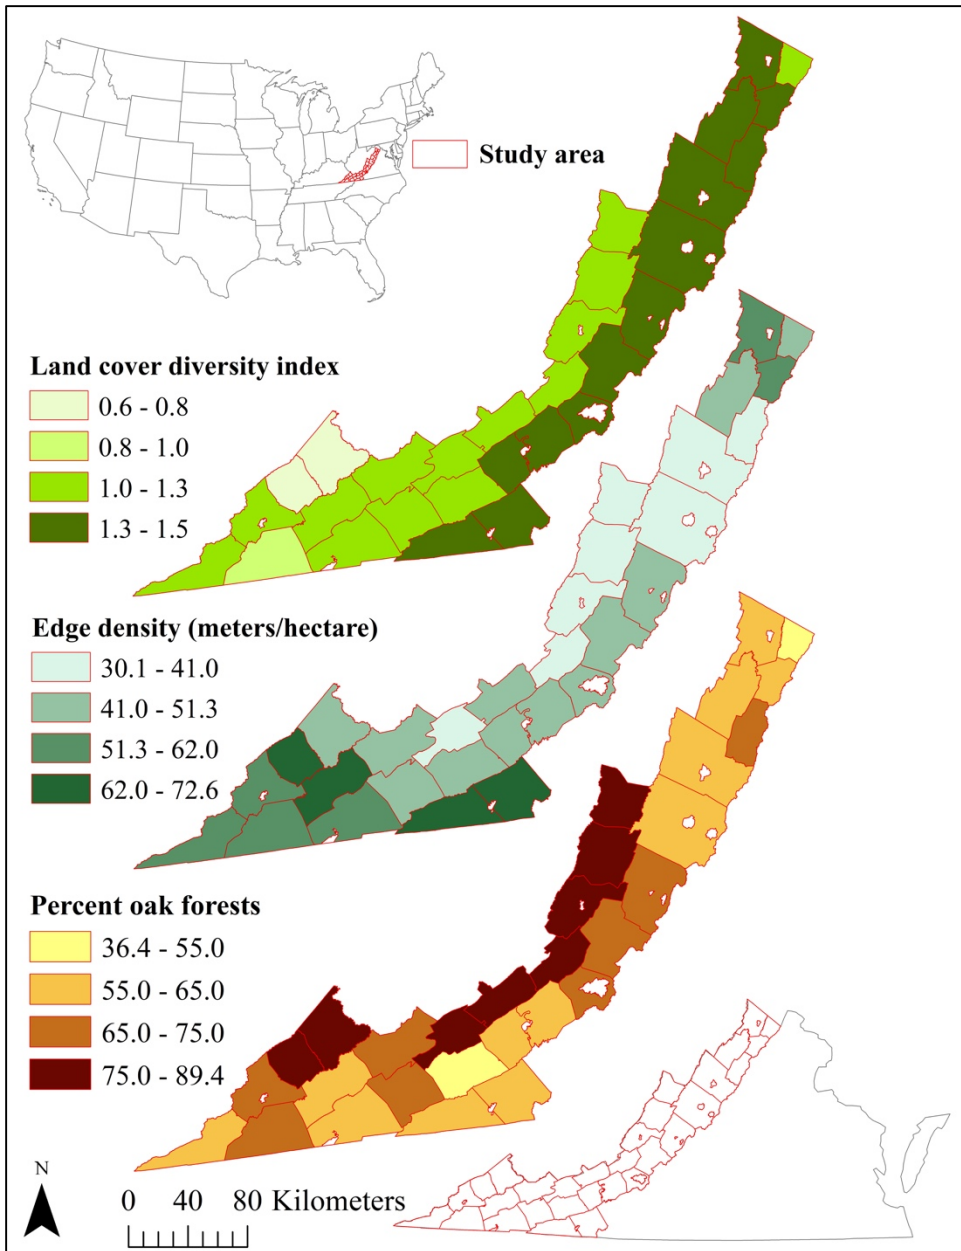 Study area
Land cover diversity index
0.6 - 0.8
0.8 - 1.0
1.0 - 1.3
1.3 - 1.5
Edge density (meters/hectare)
30.1 - 41.0
41.0 - 51.3
51.3 - 62.0
62.0 - 72.6
Percent oak forests
36.4 - 55.0
55.0 - 65.0
65.0 - 75.0
75.0 - 89.4
N
0 40 80 Kilometers